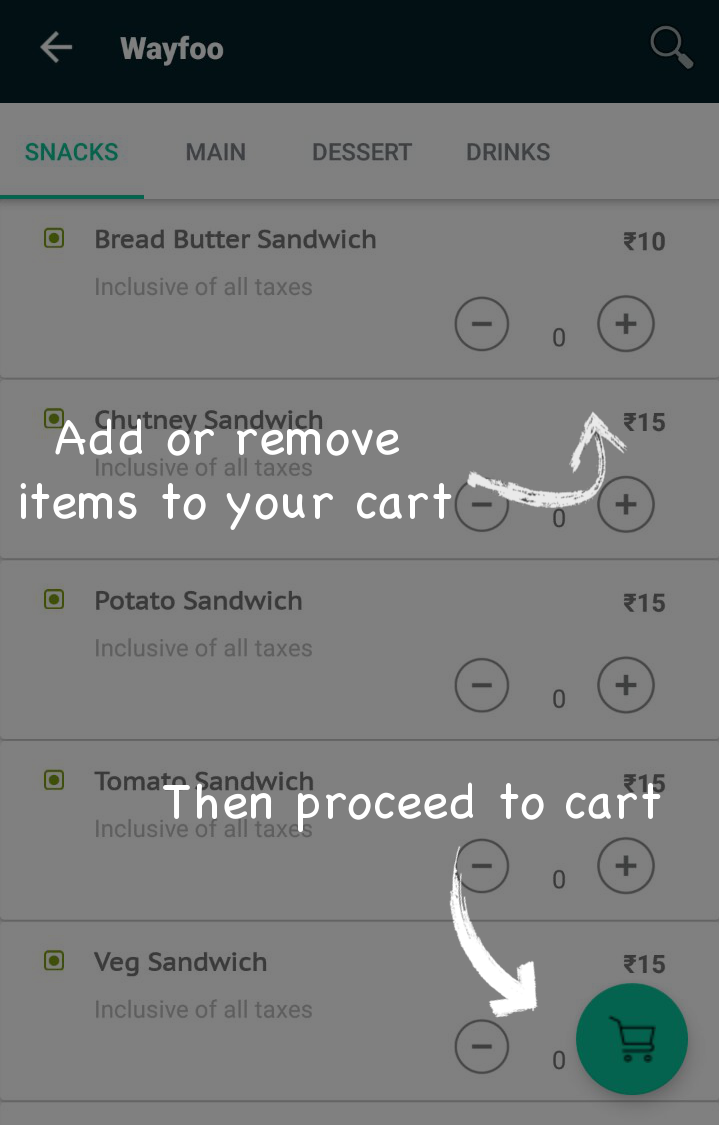 Wayfoo
SNACKS MAIN DESSERT DRINKS
Bread Butter Sandwich ₹10
Inclusive of all taxes
0
Chutney Sandwich ₹15
Add or remove
Inclusive of all taxes
items to your cart
0
Potato Sandwich ₹15
Inclusive of all taxes
0
Tomato Sandwich ₹15
Then proceed to cart
Inclusive of all taxes
0
Veg Sandwich ₹15
Inclusive of all taxes
0